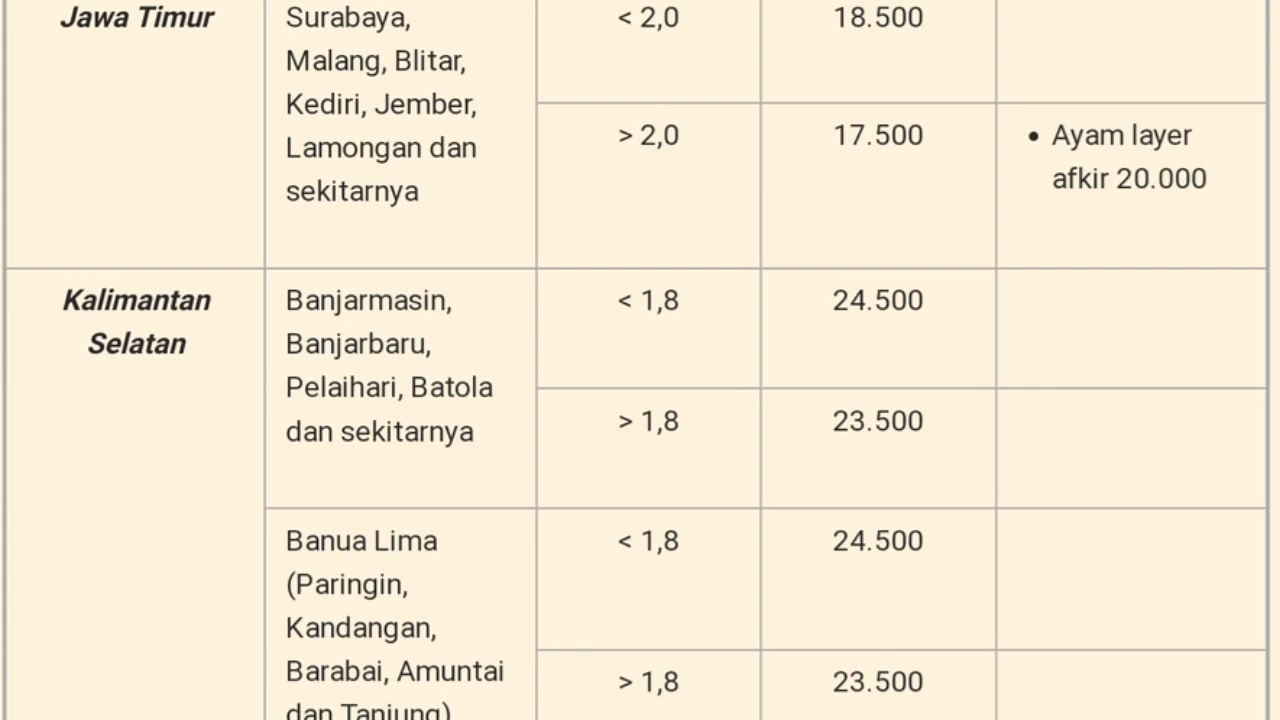 Jawa Timur
Surabaya,
Malang, Blitar,
Kediri, Jember,
Lamongan dan
sekitarnya
< 2,0
18.500
> 2,0
17.500
• Ayam layer
afkir 20.000
Kalimantan
Selatan
Banjarmasin,
Banjarbaru,
Pelaihari, Batola
dan sekitarnya
< 1,8
24.500
> 1,8
23.500
Banua Lima
(Paringin,
Kandangan,
Barabai, Amuntai
dan Tanjung)
< 1,8
24.500
> 1,8
23.500